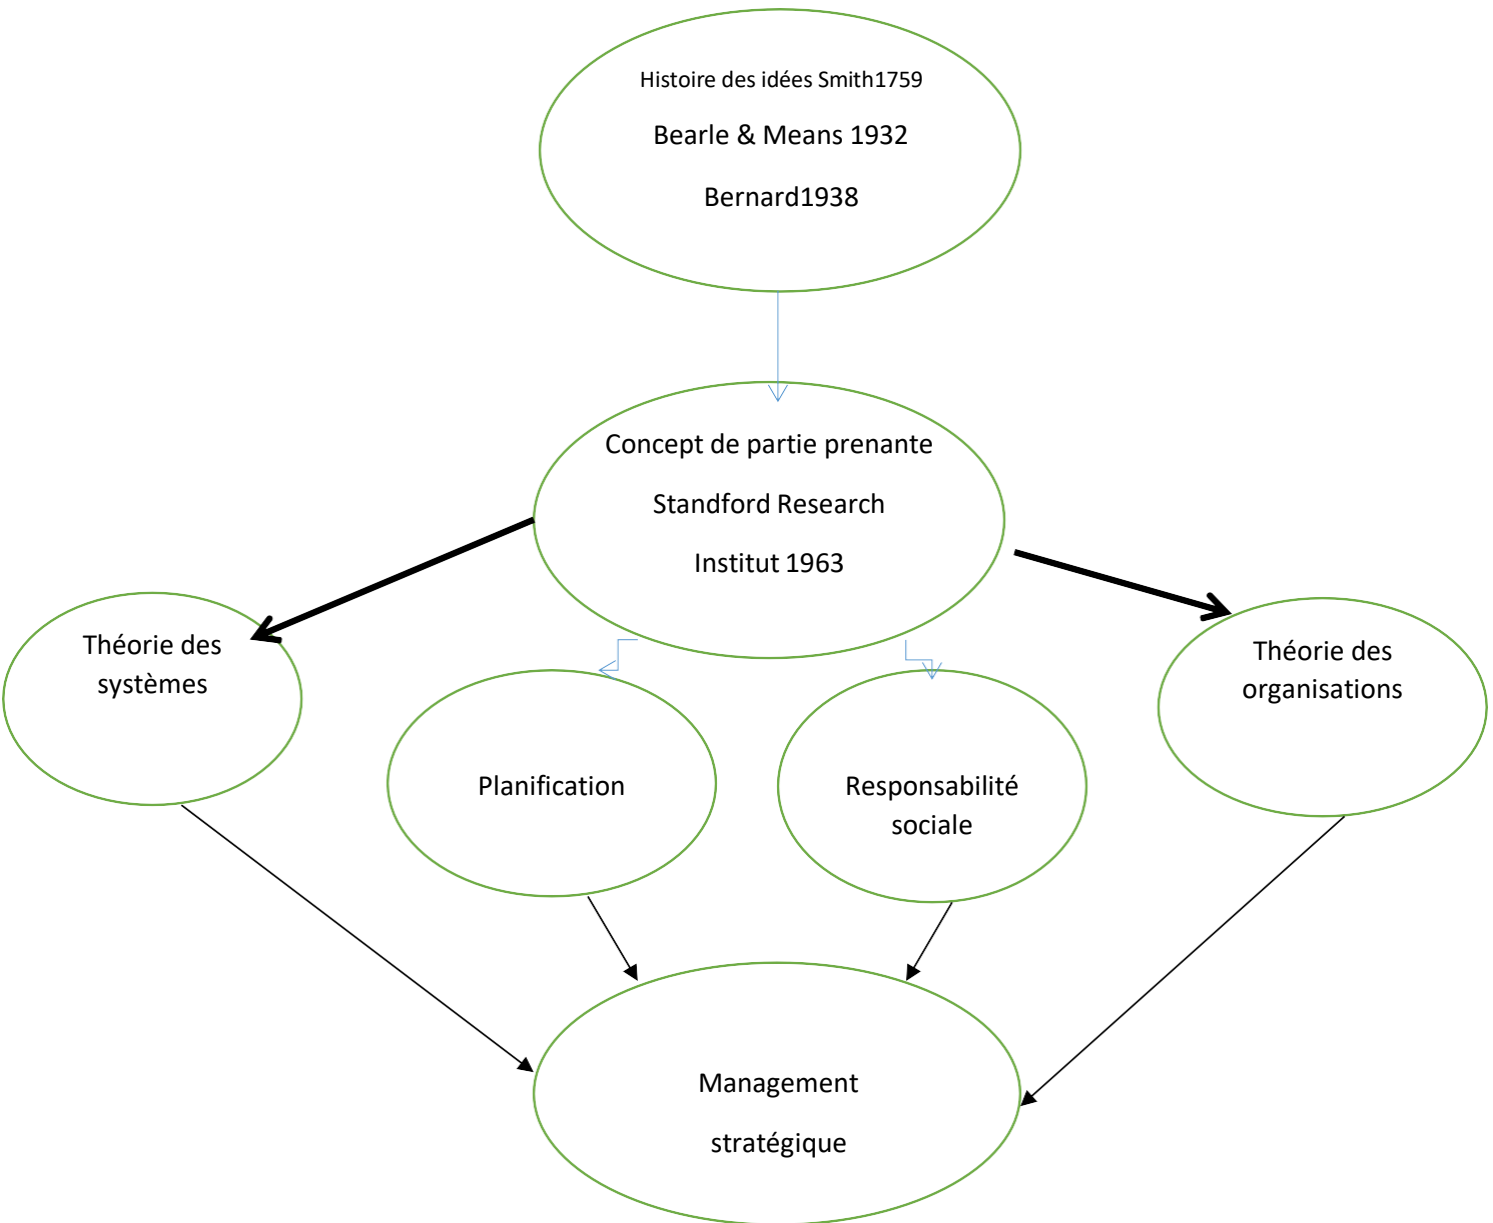 Histoire des idées Smith1759
Bearle & Means 1932
Bernard1938
Concept de partie prenante
Standford Research
Institut 1963
Théorie des
systèmes
Théorie des
organisations
Planification
Responsabilité
sociale
Management
stratégique